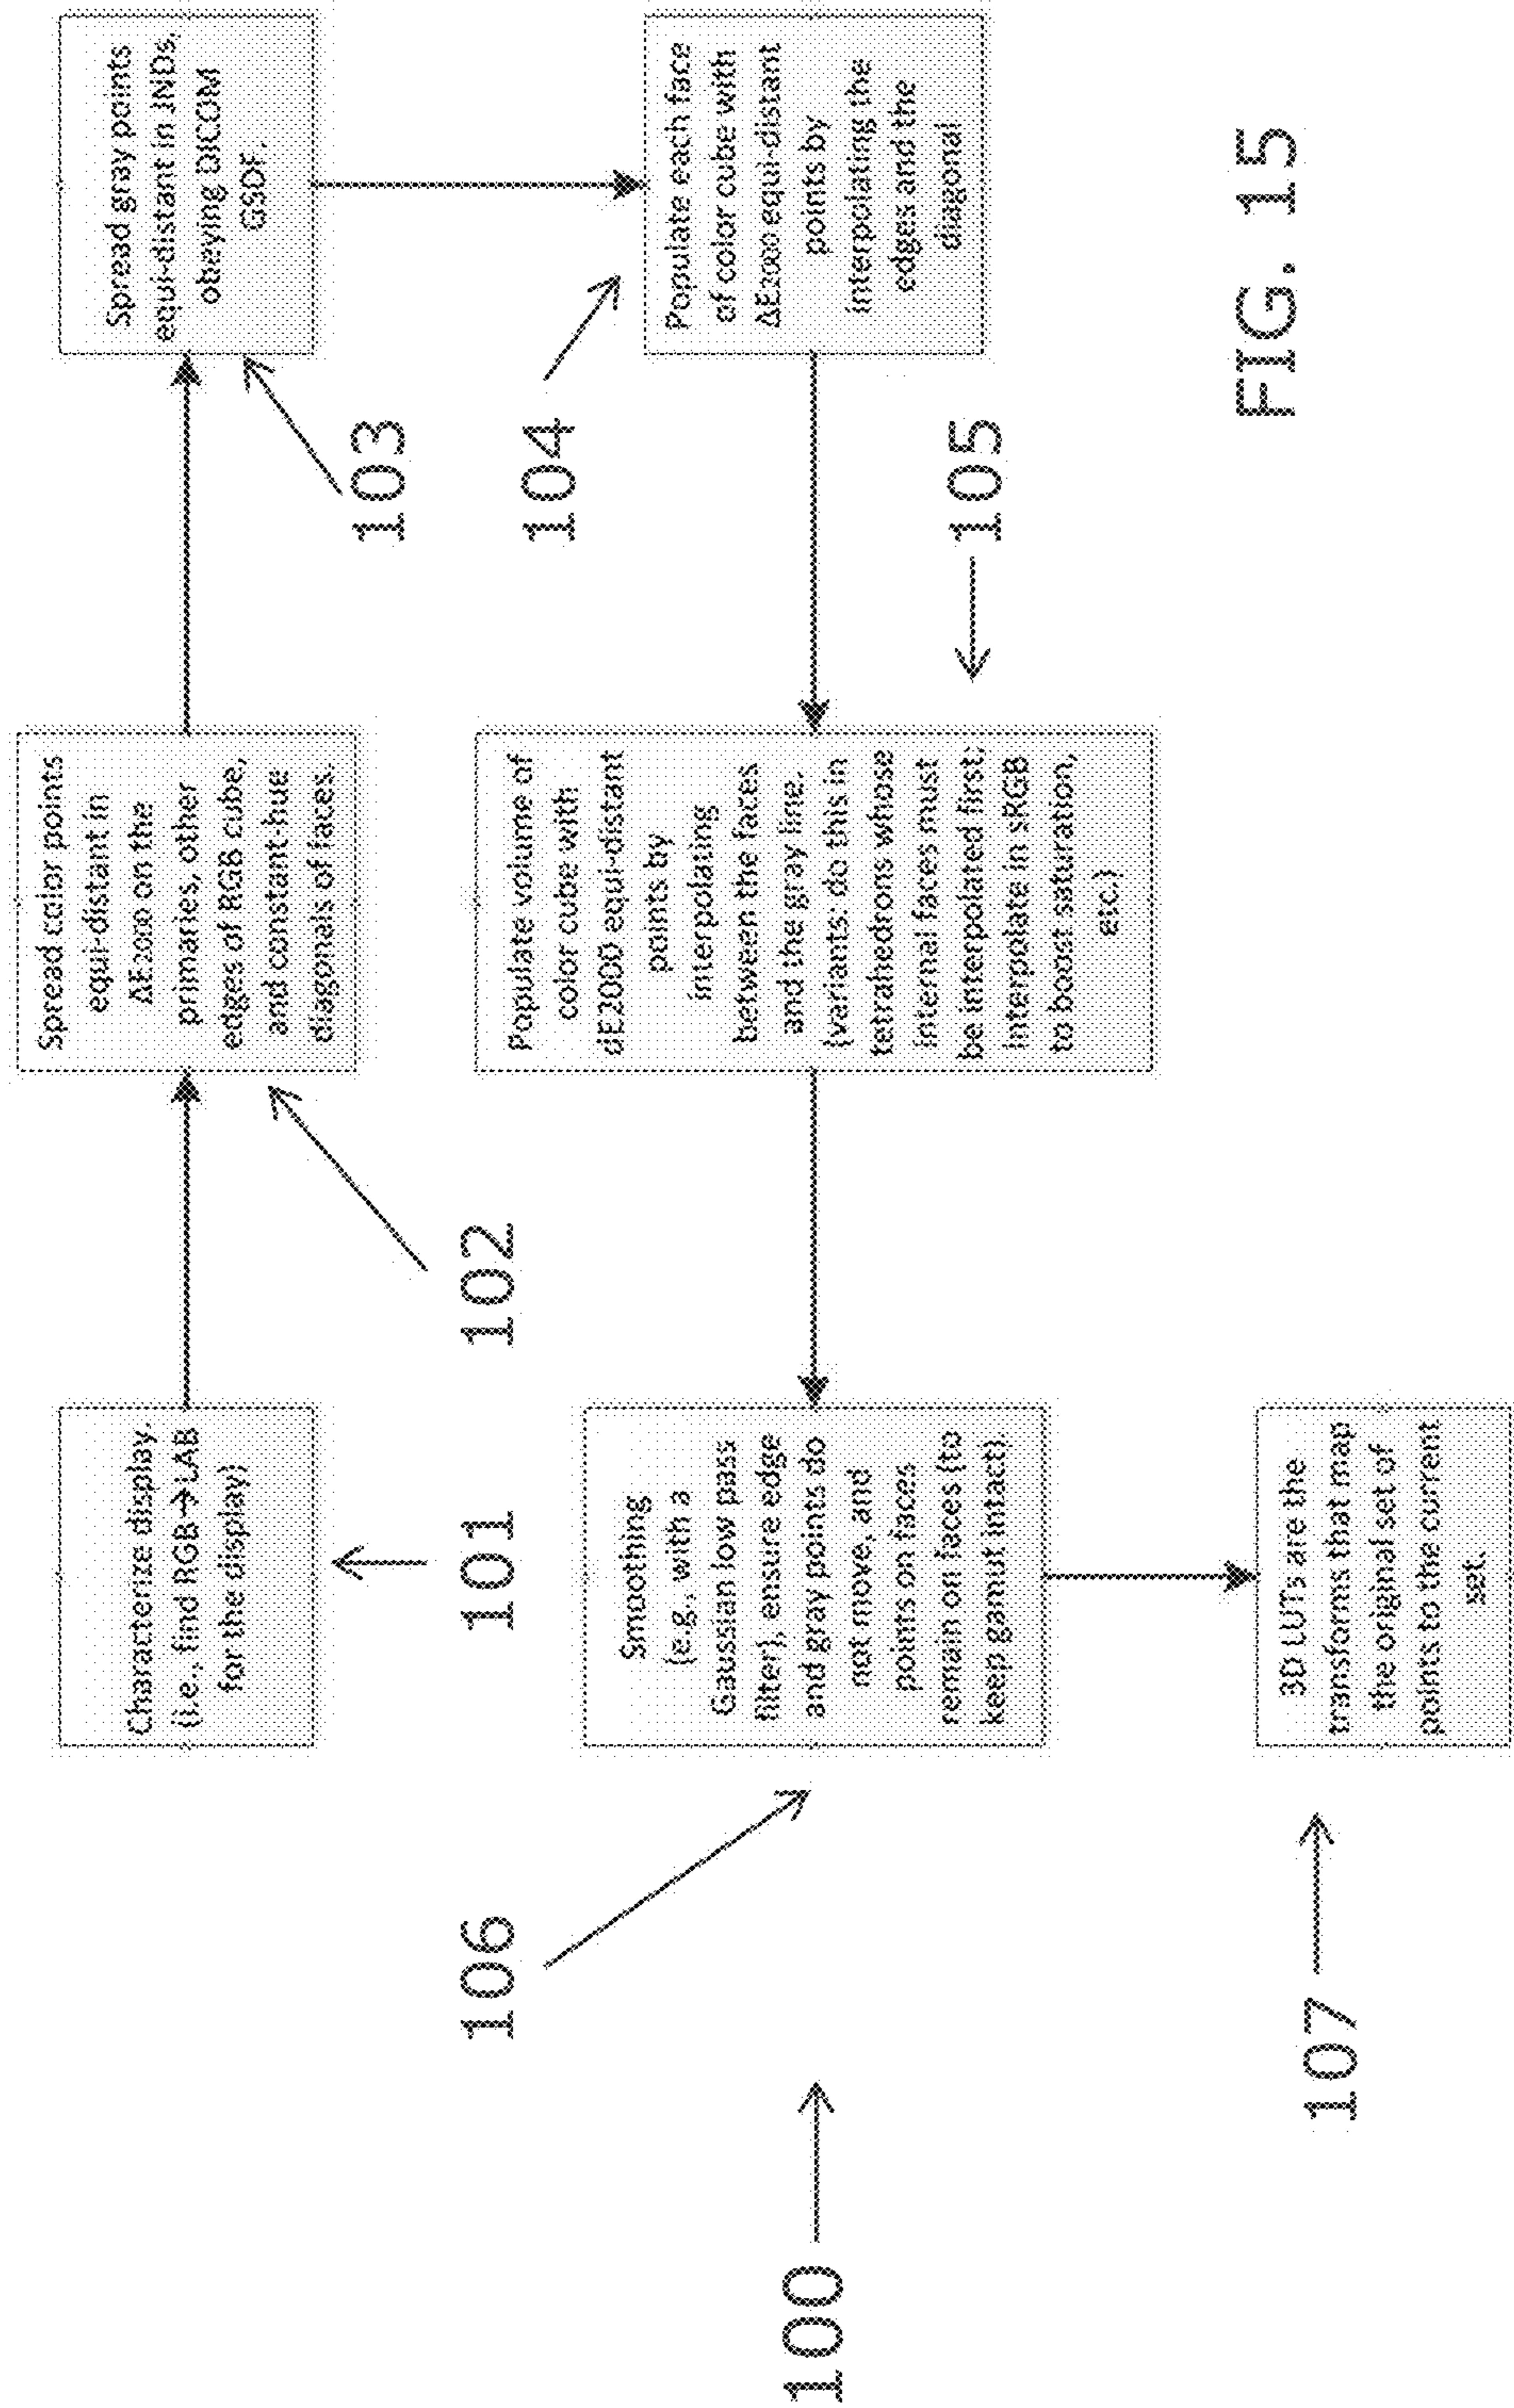 Characterize display.
(i.e., find RGB→LAB
for the display)
101
Spread color points
equi-distant in
ΔE2000 on the
primaries, other
edges of RGB cube,
and constant-hue
diagonals of faces.
102
Spread gray points
equi-distant in JNDs,
obeying DICOM
GSDF.
103
Populate each face
of color cube with
ΔE2000 equi-distant
points by
interpolating the
edges and the
diagonal
104
Populate volume of
color cube with
dE2000 equi-distant
points by
interpolating
between the faces
and the gray line.
(variants: do this in
tetrahedrons whose
internal faces must
be interpolated first;
interpolate in sRGB
to boost saturation,
etc.)
105
Smoothing
(e.g., with a
Gaussian low pass
filter), ensure edge
and gray points do
not move, and
points on faces
remain on faces (to
keep gamut intact).
106
3D LUTs are the
transforms that map
the original set of
points to the current
set.
107
100
FIG. 15